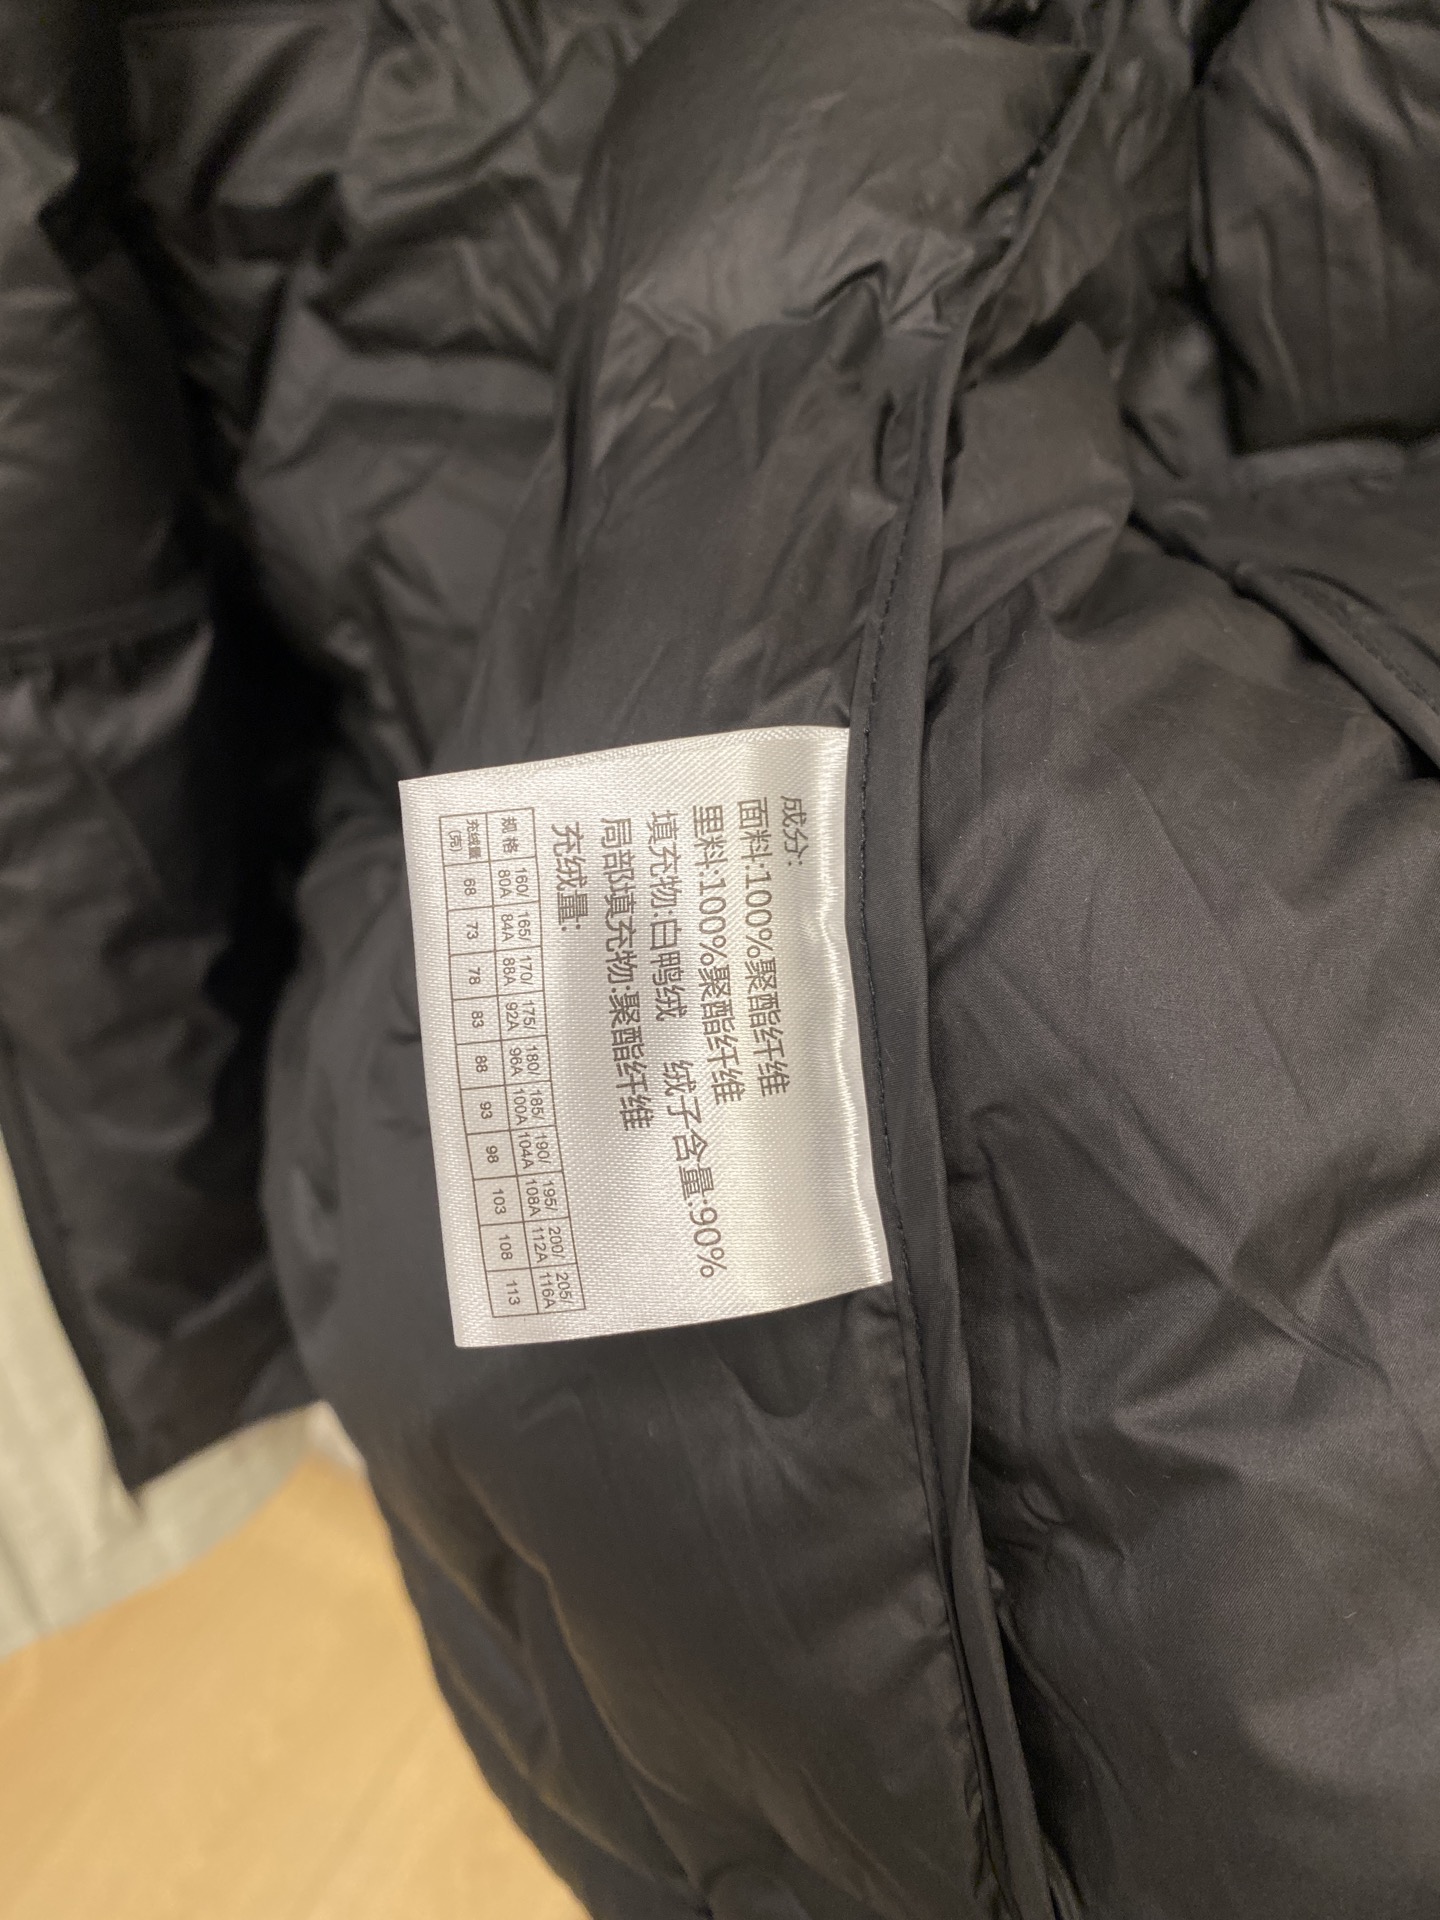 成分:
面料:100%聚酯纤维
里料:100%聚酯纤维
填充物:白鸭绒 绒子含量:90%
局部填充物:聚酯纤维
充绒量:
规格 160/80A 165/84A 170/88A 175/92A 180/96A 185/100A 190/104A 195/108A 200/112A 205/116A
充绒量(克) 68 73 78 83 88 93 98 103 108 113